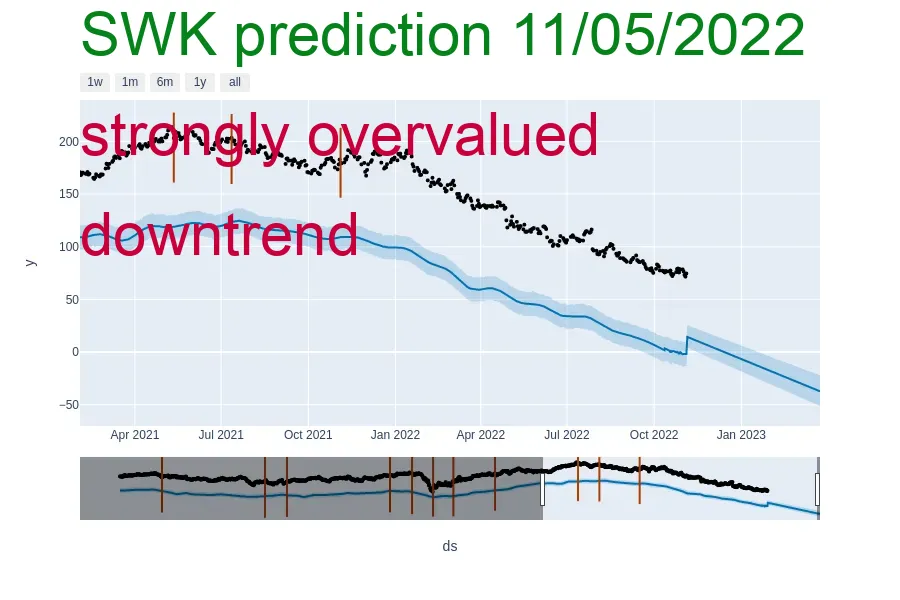 SWK prediction 11/05/2022
1w 1m 6m 1y all
strongly overvalued
downtrend
200
150
100
50
0
−50
y
Apr 2021 Jul 2021 Oct 2021 Jan 2022 Apr 2022 Jul 2022 Oct 2022 Jan 2023
ds